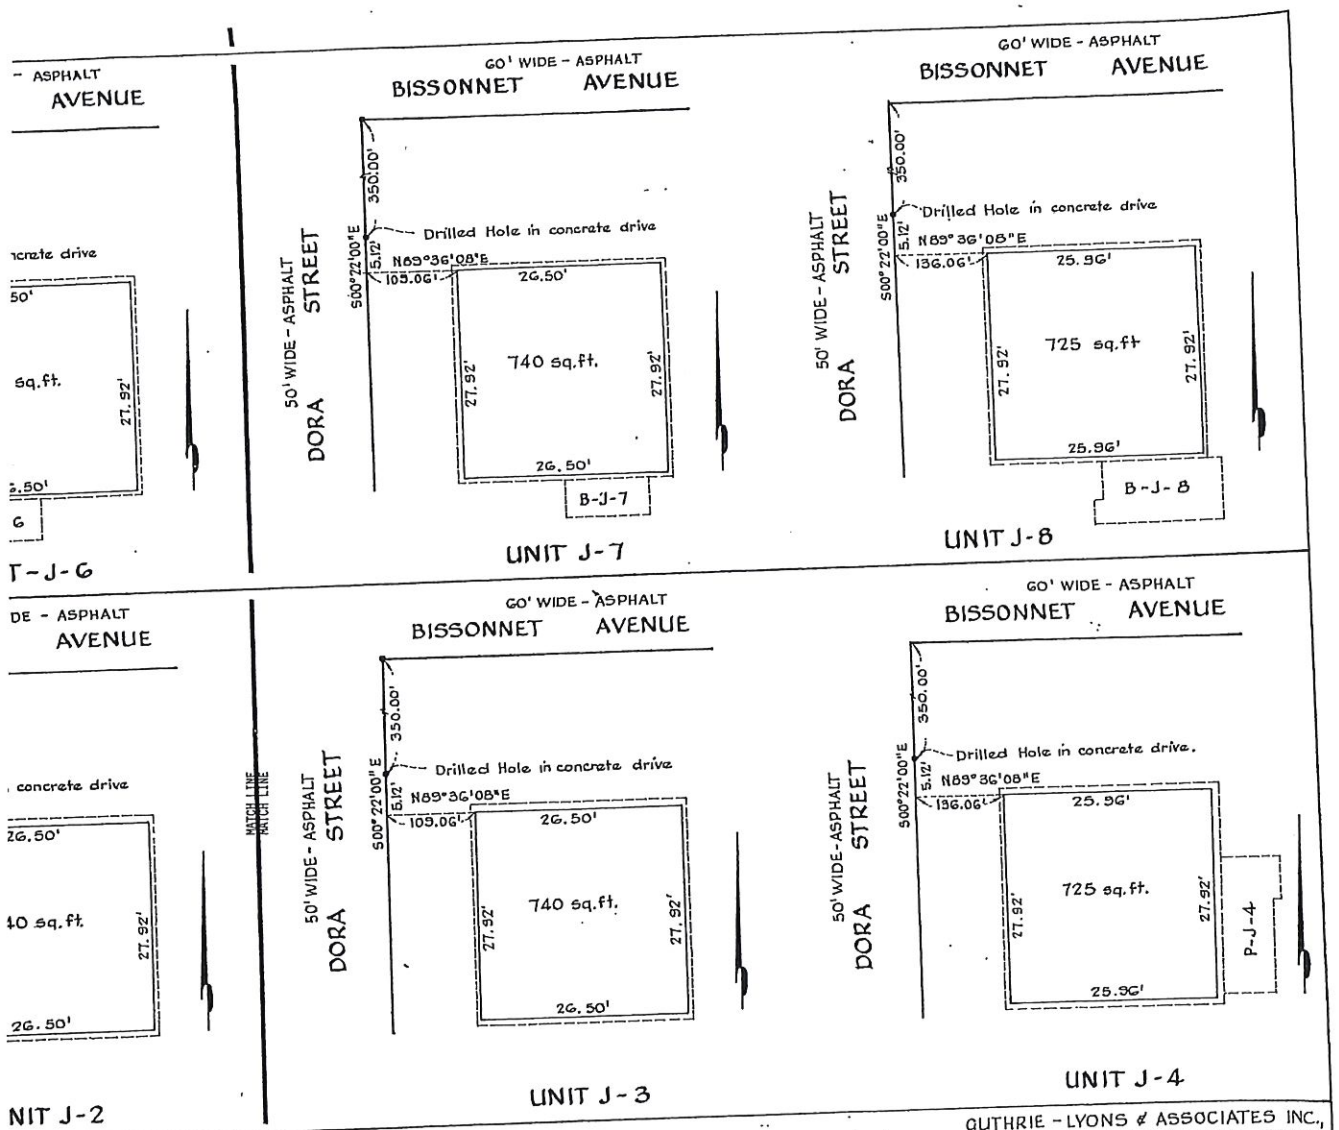 - ASPHALT
AVENUE
ncrete drive
50'
sq.ft.
27.92'
6.50'
6
T-J-6
60' WIDE - ASPHALT
BISSONNET AVENUE
350.00'
Drilled Hole in concrete drive
S00°22'00"E
5.12'
N89°36'08"E
109.06'
26.50'
50' WIDE - ASPHALT
DORA STREET
27.92'
740 sq.ft.
27.92'
26.50'
B-J-7
UNIT J-7
60' WIDE - ASPHALT
BISSONNET AVENUE
350.00'
Drilled Hole in concrete drive
S00°22'00"E
5.12'
N89°36'08"E
136.06'
25.96'
50' WIDE - ASPHALT
DORA STREET
27.92'
725 sq.ft
27.92'
25.96'
B-J-8
UNIT J-8
DE - ASPHALT
AVENUE
concrete drive
26.50'
40 sq.ft.
27.92'
26.50'
NIT J-2
MATCH LINE
MATCH LINE
60' WIDE - ASPHALT
BISSONNET AVENUE
350.00'
Drilled Hole in concrete drive
S00°22'00"E
5.12'
N89°36'08"E
109.06'
26.50'
50' WIDE - ASPHALT
DORA STREET
27.92'
740 sq.ft.
27.92'
26.50'
UNIT J-3
60' WIDE - ASPHALT
BISSONNET AVENUE
350.00'
Drilled Hole in concrete drive.
S00°22'00"E
5.12'
N89°36'08"E
136.06'
25.96'
50' WIDE - ASPHALT
DORA STREET
27.92'
725 sq.ft.
27.92'
P-J-4
25.96'
UNIT J-4
GUTHRIE - LYONS & ASSOCIATES INC.,